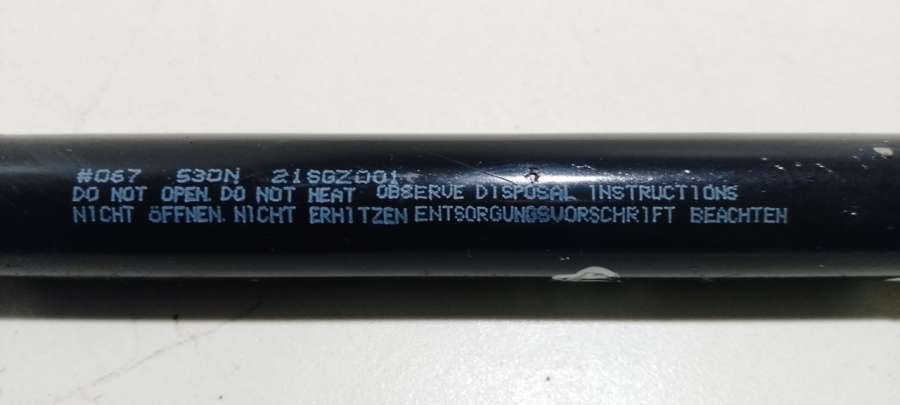 #067 530N 21SGZ001
DO NOT OPEN. DO NOT HEAT OBSERVE DISPOSAL INSTRUCTIONS
NICHT ÖFFNEN. NICHT ERHITZEN ENTSORGUNGSVORSCHRIFT BEACHTEN